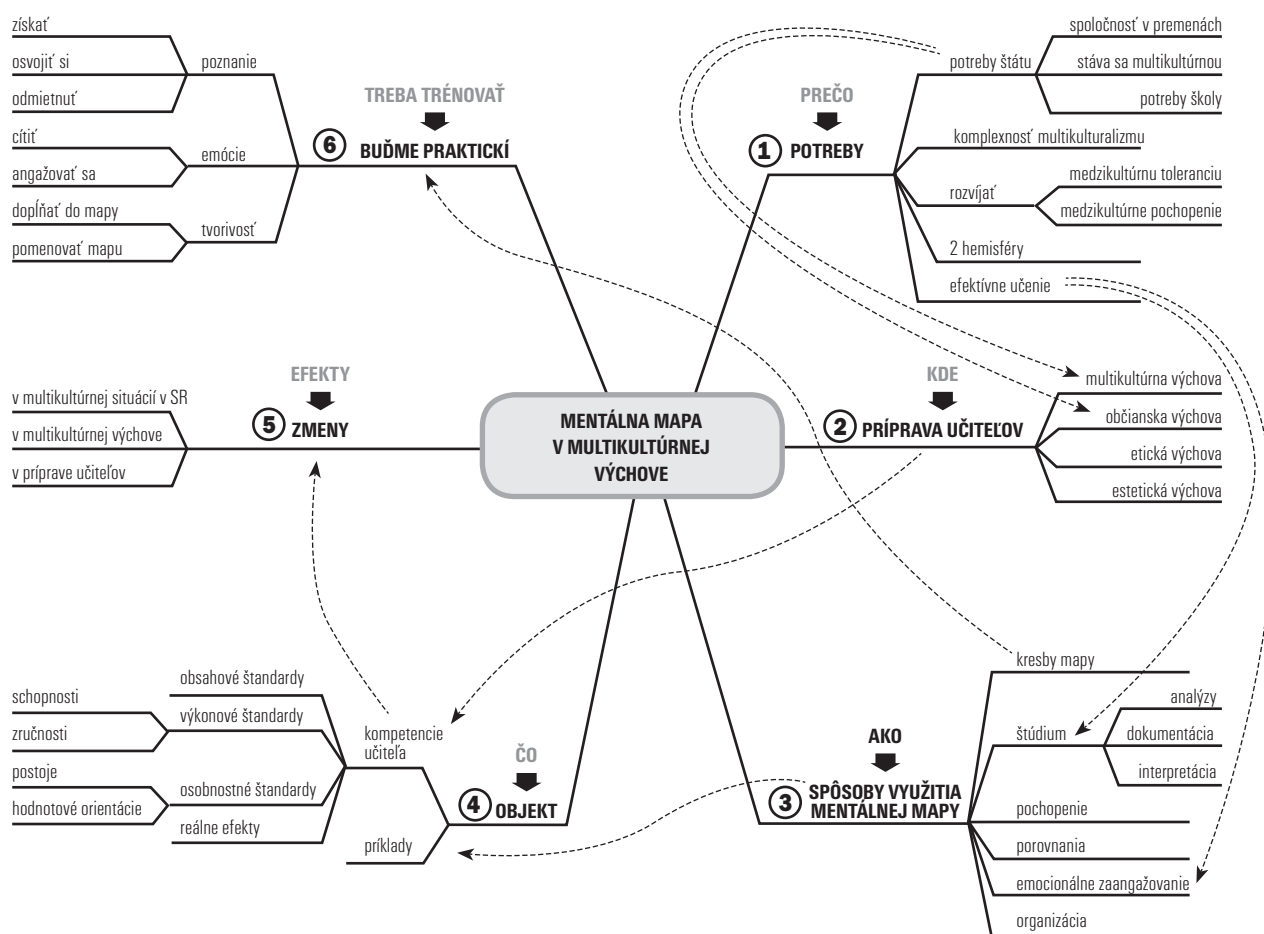 MENTÁLNA MAPA
V MULTIKULTÚRNEJ
VÝCHOVE
PREČO
1 POTREBY
potreby štátu
spoločnosť v premenách
stáva sa multikultúrnou
potreby školy
komplexnosť multikulturalizmu
rozvíjať
medzikultúrnu toleranciu
medzikultúrne pochopenie
2 hemisféry
efektívne učenie
KDE
2 PRÍPRAVA UČITEĽOV
multikultúrna výchova
občianska výchova
etická výchova
estetická výchova
AKO
3 SPÔSOBY VYUŽITIA
MENTÁLNEJ MAPY
kresby mapy
štúdium
analýzy
dokumentácia
interpretácia
pochopenie
porovnania
emocionálne zaangažovanie
organizácia
ČO
4 OBJEKT
kompetencie
učiteľa
obsahové štandardy
výkonové štandardy
schopnosti
zručnosti
osobnostné štandardy
postoje
hodnotové orientácie
reálne efekty
príklady
EFEKTY
5 ZMENY
v multikultúrnej situácií v SR
v multikultúrnej výchove
v príprave učiteľov
TREBA TRÉNOVAŤ
6 BUĎME PRAKTICKÍ
poznanie
získať
osvojiť si
odmietnuť
emócie
cítiť
angažovať sa
tvorivosť
dopĺňať do mapy
pomenovať mapu